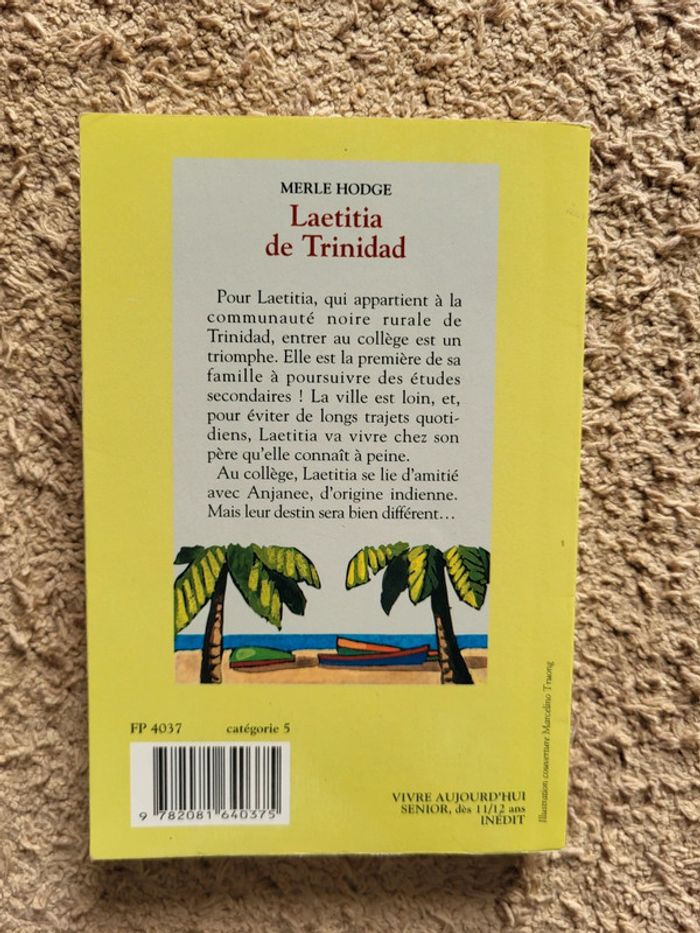 MERLE HODGE
Laetitia
de Trinidad
Pour Laetitia, qui appartient à la
communauté noire rurale de
Trinidad, entrer au collège est un
triomphe. Elle est la première de sa
famille à poursuivre des études
secondaires ! La ville est loin, et,
pour éviter de longs trajets quoti-
diens, Laetitia va vivre chez son
père qu'elle connaît à peine.
Au collège, Laetitia se lie d'amitié
avec Anjanee, d'origine indienne.
Mais leur destin sera bien différent…
FP 4037 catégorie 5
9 782081 640375
VIVRE AUJOURD'HUI
SENIOR, dès 11/12 ans
INÉDIT
Illustration couverture Marcelino Truong